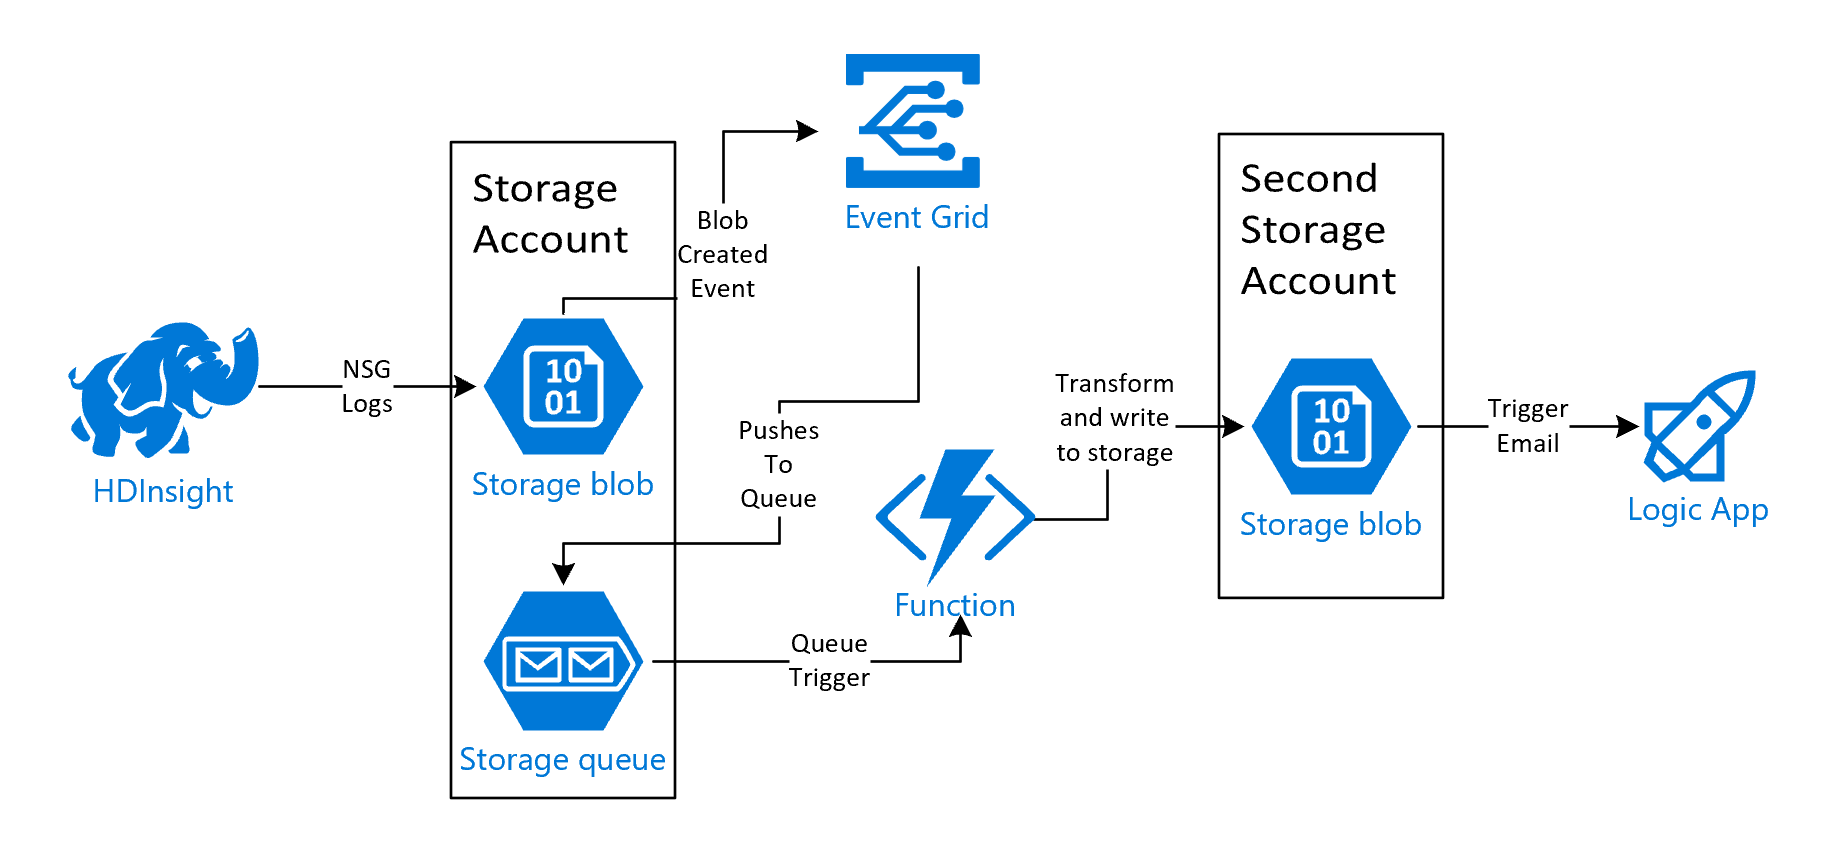 HDInsight
NSG
Logs
Storage
Account
10
01
Storage blob
Blob
Created
Event
Event Grid
Pushes
To
Queue
Storage queue
Queue
Trigger
Function
Transform
and write
to storage
Second
Storage
Account
10
01
Storage blob
Trigger
Email
Logic App